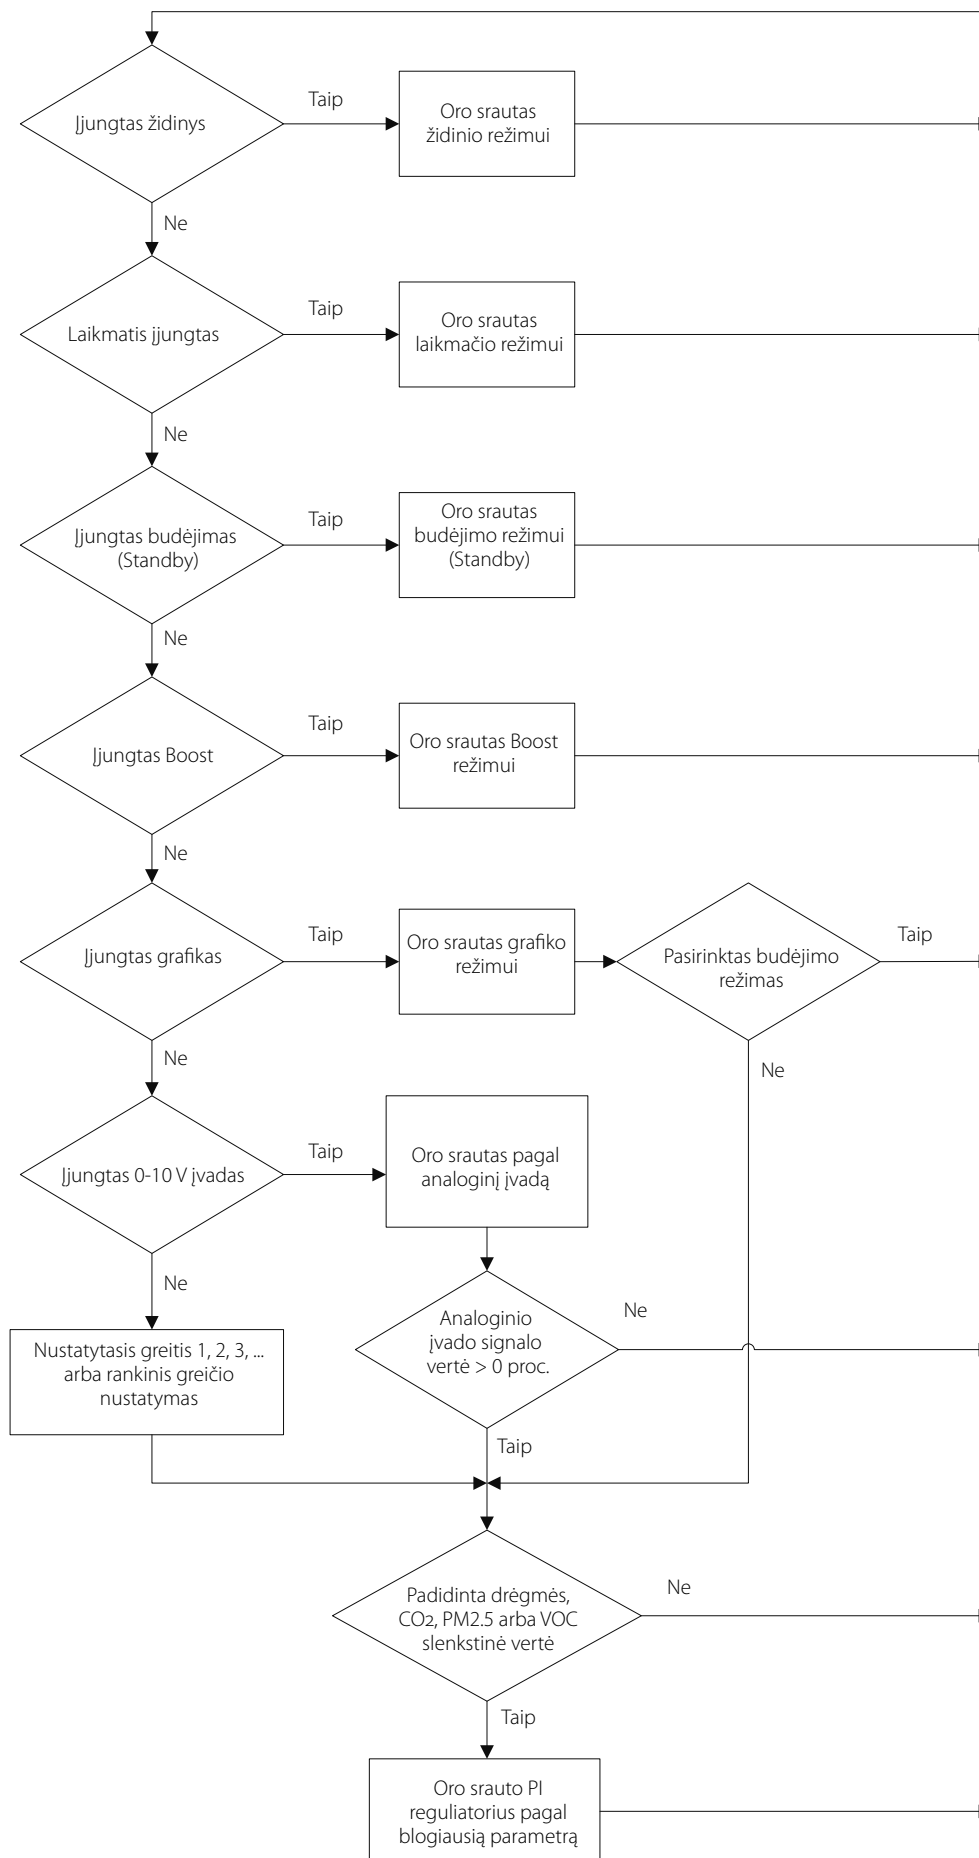 Įjungtas židinys
Taip
Oro srautas
židinio režimui
Ne
Laikmatis įjungtas
Taip
Oro srautas
laikmačio režimui
Ne
Įjungtas budėjimas
(Standby)
Taip
Oro srautas
budėjimo režimui
(Standby)
Ne
Įjungtas Boost
Taip
Oro srautas Boost
režimui
Ne
Įjungtas grafikas
Taip
Oro srautas grafiko
režimui
Pasirinktas budėjimo
režimas
Taip
Ne
Ne
Įjungtas 0-10 V įvadas
Taip
Oro srautas pagal
analoginį įvadą
Ne
Analoginio
įvado signalo
vertė > 0 proc.
Ne
Nustatytasis greitis 1, 2, 3, ...
arba rankinis greičio
nustatymas
Taip
Padidinta drėgmės,
CO2, PM2.5 arba VOC
slenkstinė vertė
Ne
Taip
Oro srauto PI
reguliatorius pagal
blogiausią parametrą